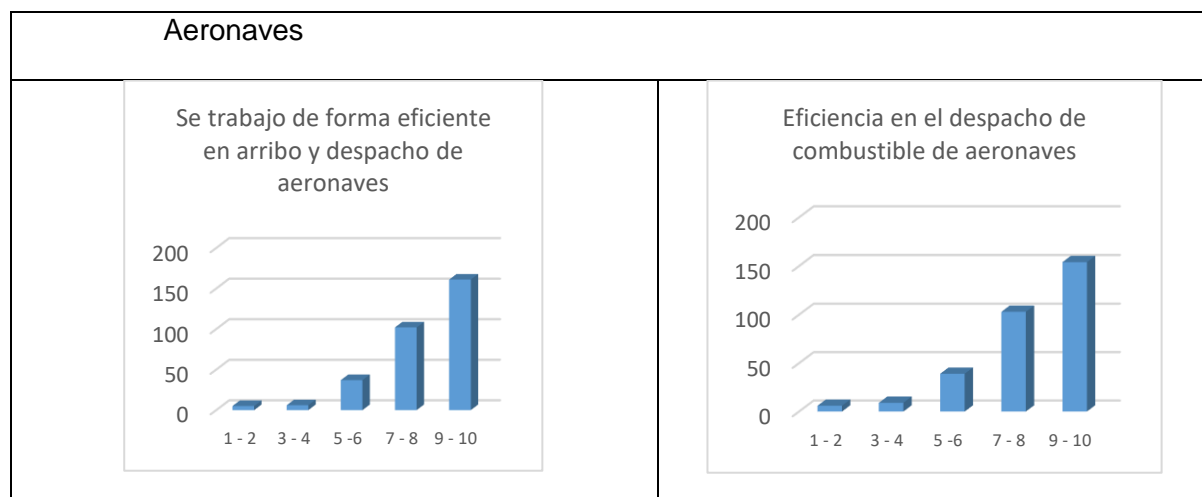 Aeronaves
Se trabajo de forma eficiente
en arribo y despacho de
aeronaves
200
150
100
50
0
1 - 2 3 - 4 5 -6 7 - 8 9 - 10
Eficiencia en el despacho de
combustible de aeronaves
200
150
100
50
0
1 - 2 3 - 4 5 -6 7 - 8 9 - 10